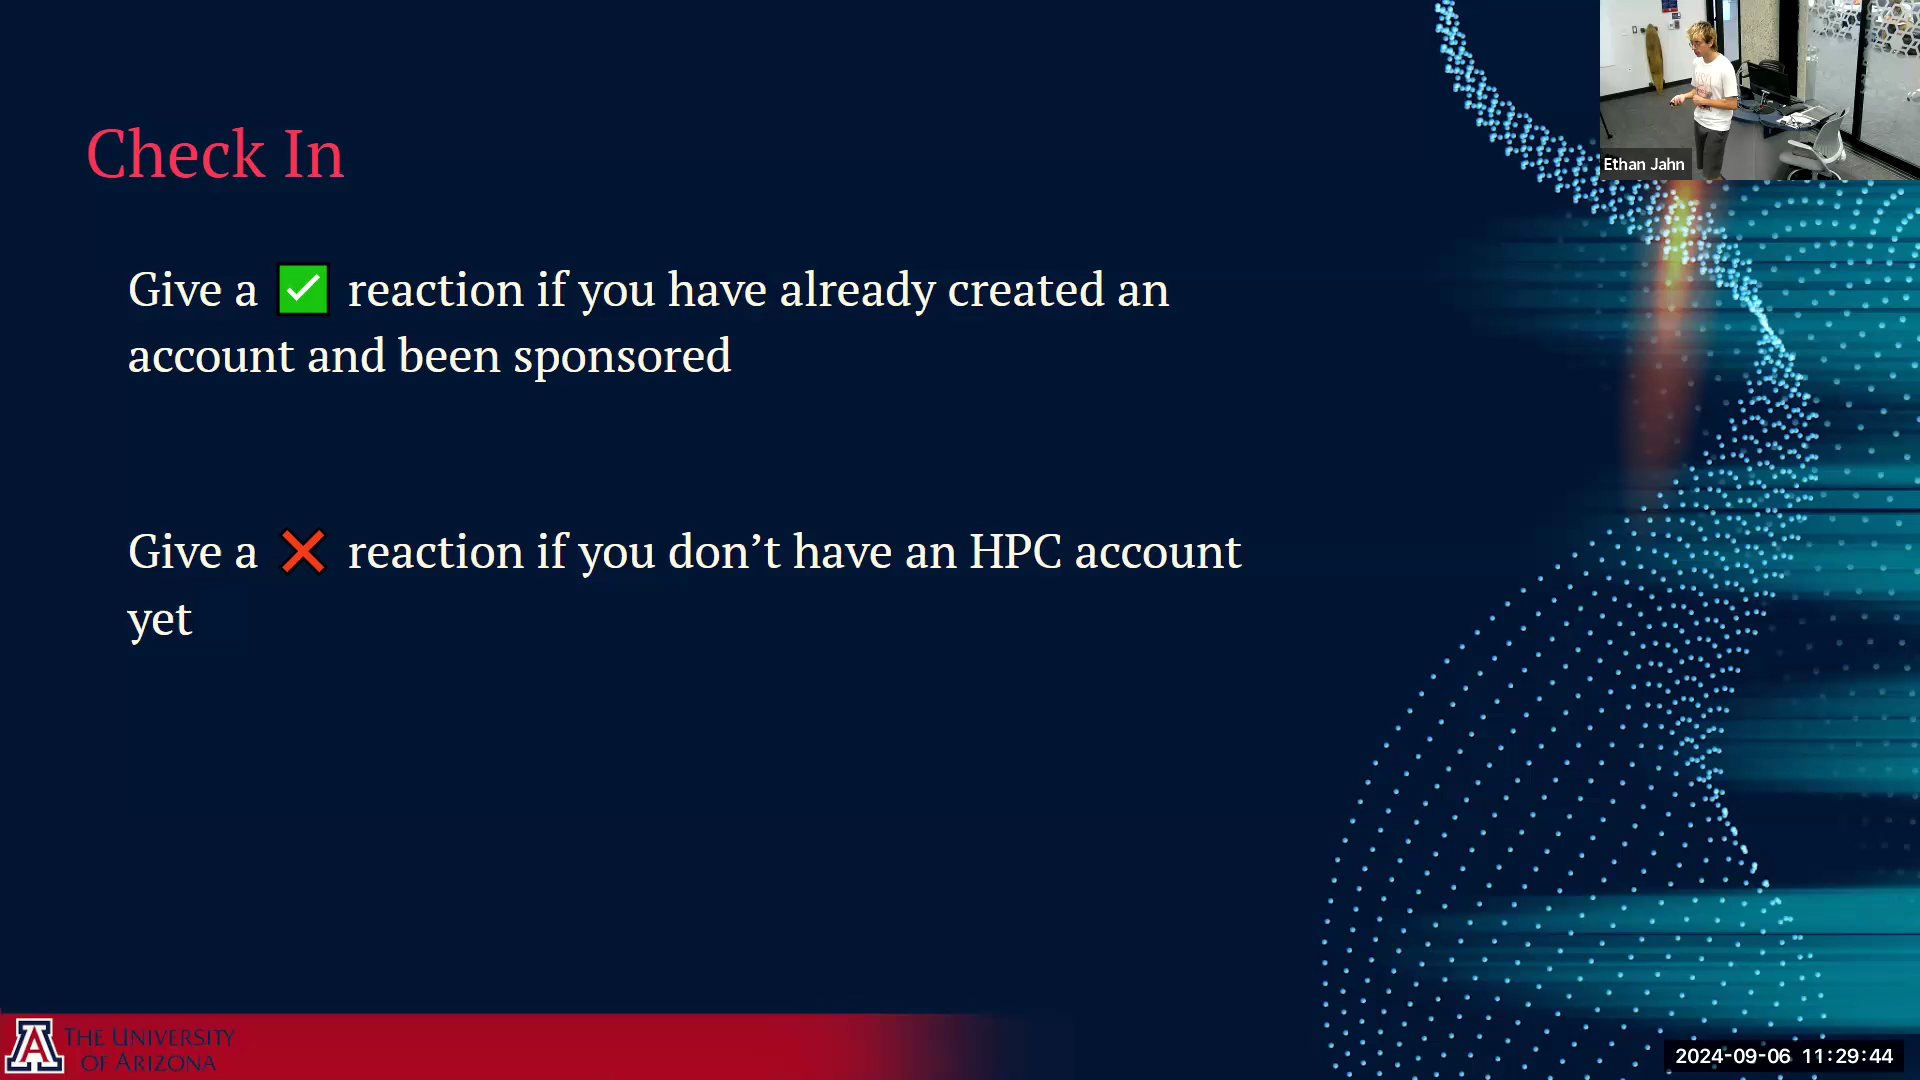 Check In
Give a ✅ reaction if you have already created an
account and been sponsored
Give a ❌ reaction if you don’t have an HPC account
yet
Ethan Jahn
A THE UNIVERSITY
OF ARIZONA
2024-09-06 11:29:44